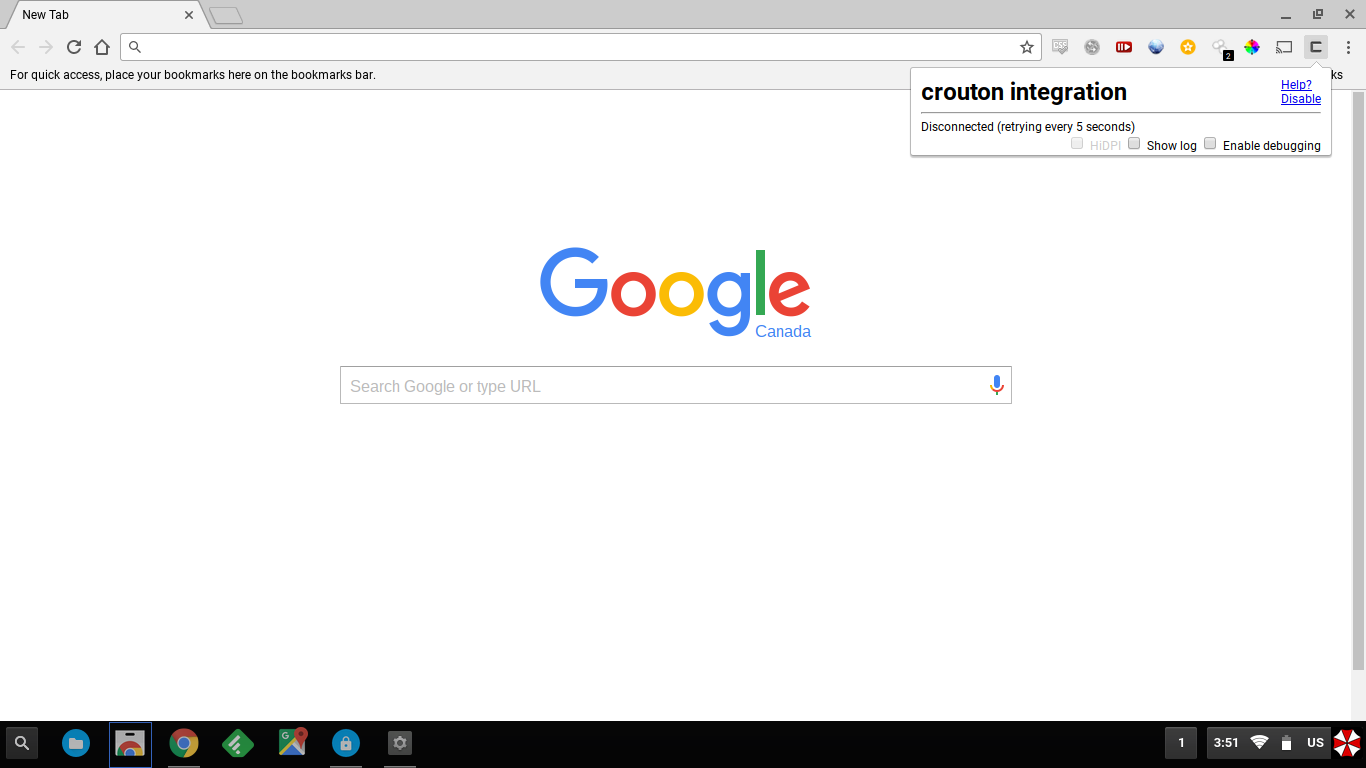 New Tab
For quick access, place your bookmarks here on the bookmarks bar.
ks
2
crouton integration
Help?
Disable
Disconnected (retrying every 5 seconds)
HiDPI Show log Enable debugging
Google
Canada
Search Google or type URL
1 3:51 US